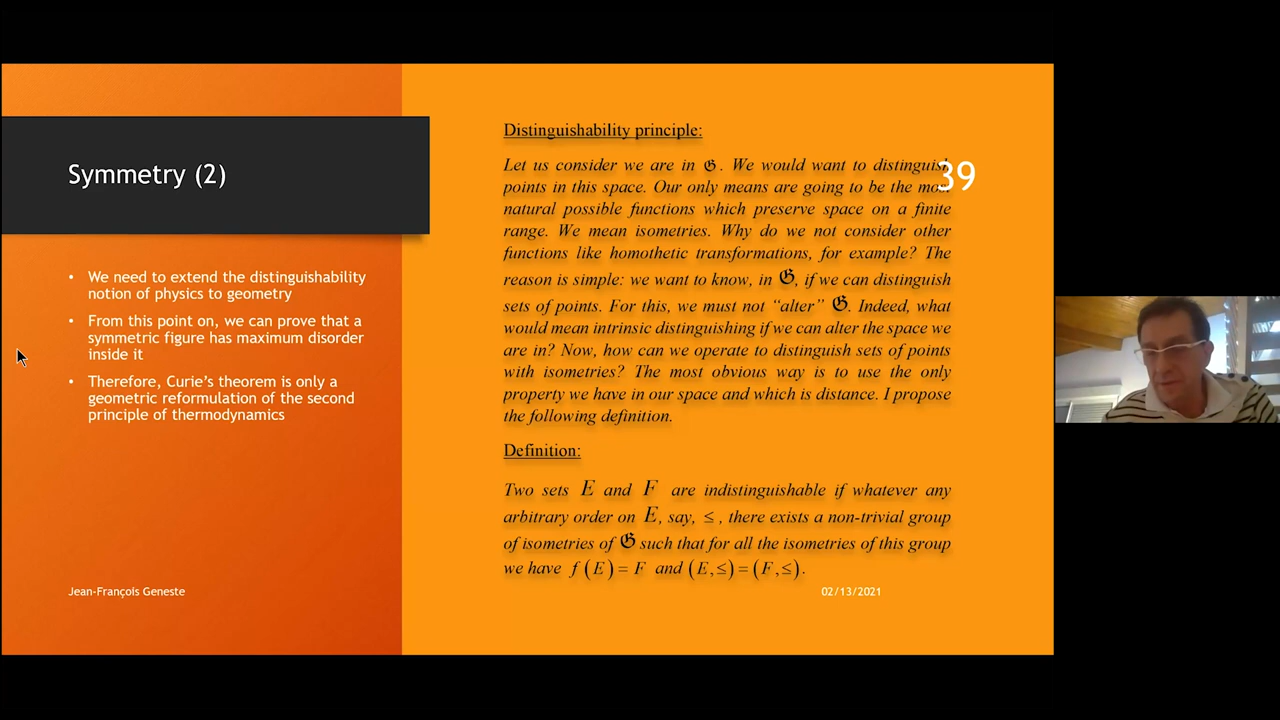 Symmetry (2)
• We need to extend the distinguishability
notion of physics to geometry
• From this point on, we can prove that a
symmetric figure has maximum disorder
inside it
• Therefore, Curie's theorem is only a
geometric reformulation of the second
principle of thermodynamics
Jean-François Geneste
39
Distinguishability principle:
Let us consider we are in 𝔊. We would want to distinguish
points in this space. Our only means are going to be the most
natural possible functions which preserve space on a finite
range. We mean isometries. Why do we not consider other
functions like homothetic transformations, for example? The
reason is simple: we want to know, in 𝔊, if we can distinguish
sets of points. For this, we must not “alter” 𝔊. Indeed, what
would mean intrinsic distinguishing if we can alter the space we
are in? Now, how can we operate to distinguish sets of points
with isometries? The most obvious way is to use the only
property we have in our space and which is distance. I propose
the following definition.
Definition:
Two sets E and F are indistinguishable if whatever any
arbitrary order on E, say, ≤, there exists a non-trivial group
of isometries of 𝔊 such that for all the isometries of this group
we have f(E)=F and (E,≤)=(F,≤).
02/13/2021